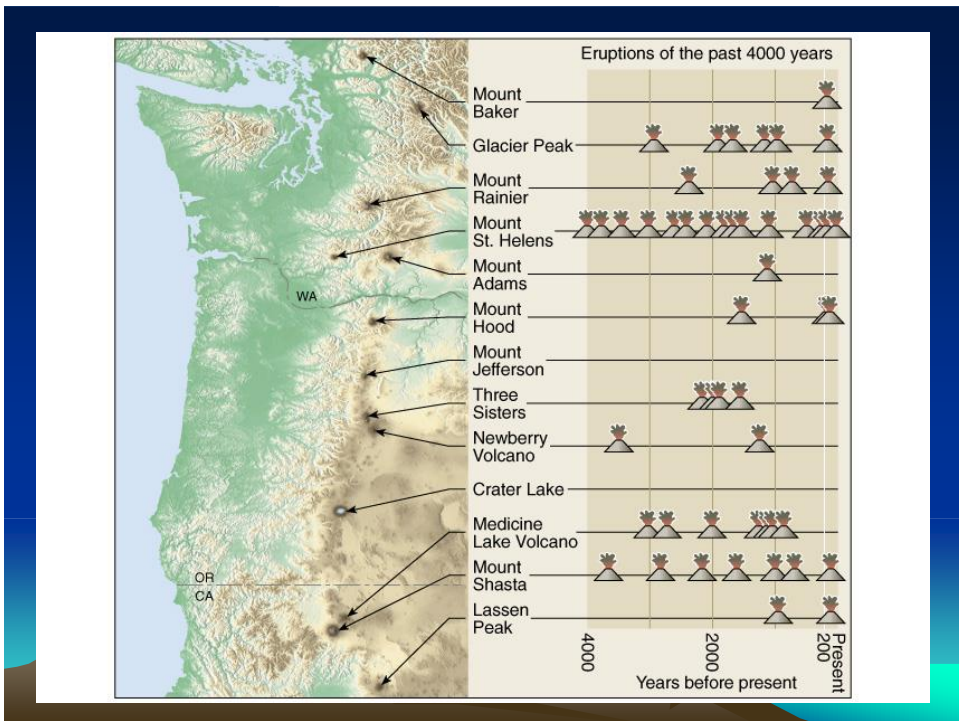 Eruptions of the past 4000 years
Mount
Baker
Glacier Peak
Mount
Rainier
Mount
St. Helens
Mount
Adams
WA
Mount
Hood
Mount
Jefferson
Three
Sisters
Newberry
Volcano
Crater Lake
Medicine
Lake Volcano
OR
CA
Mount
Shasta
Lassen
Peak
4000
2000
200
Present
Years before present